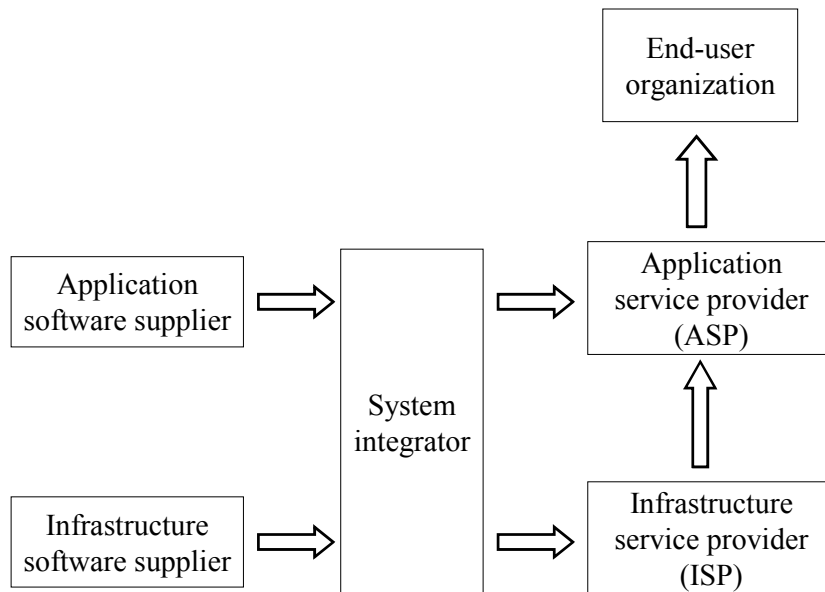 End-user
organization
Application
software supplier
System
integrator
Application
service provider
(ASP)
Infrastructure
software supplier
Infrastructure
service provider
(ISP)